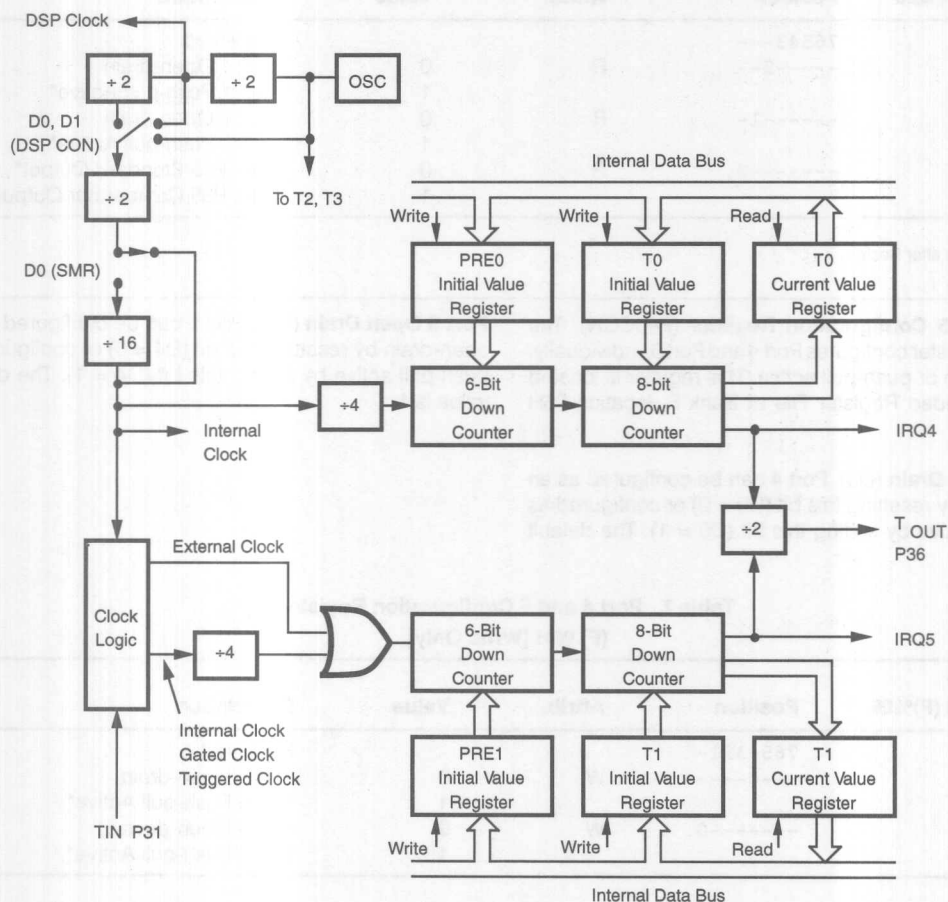 DSP Clock
÷ 2
÷ 2
OSC
D0, D1
(DSP CON)
÷ 2
To T2, T3
D0 (SMR)
÷ 16
Internal
Clock
Internal Data Bus
Write
Write
Read
PRE0
Initial Value
Register
T0
Initial Value
Register
T0
Current Value
Register
÷4
6-Bit
Down
Counter
8-bit
Down
Counter
IRQ4
÷2
TOUT
P36
External Clock
Clock
Logic
÷4
6-Bit
Down
Counter
8-Bit
Down
Counter
IRQ5
Internal Clock
Gated Clock
Triggered Clock
PRE1
Initial Value
Register
T1
Initial Value
Register
T1
Current Value
Register
TIN P31
Write
Write
Read
Internal Data Bus